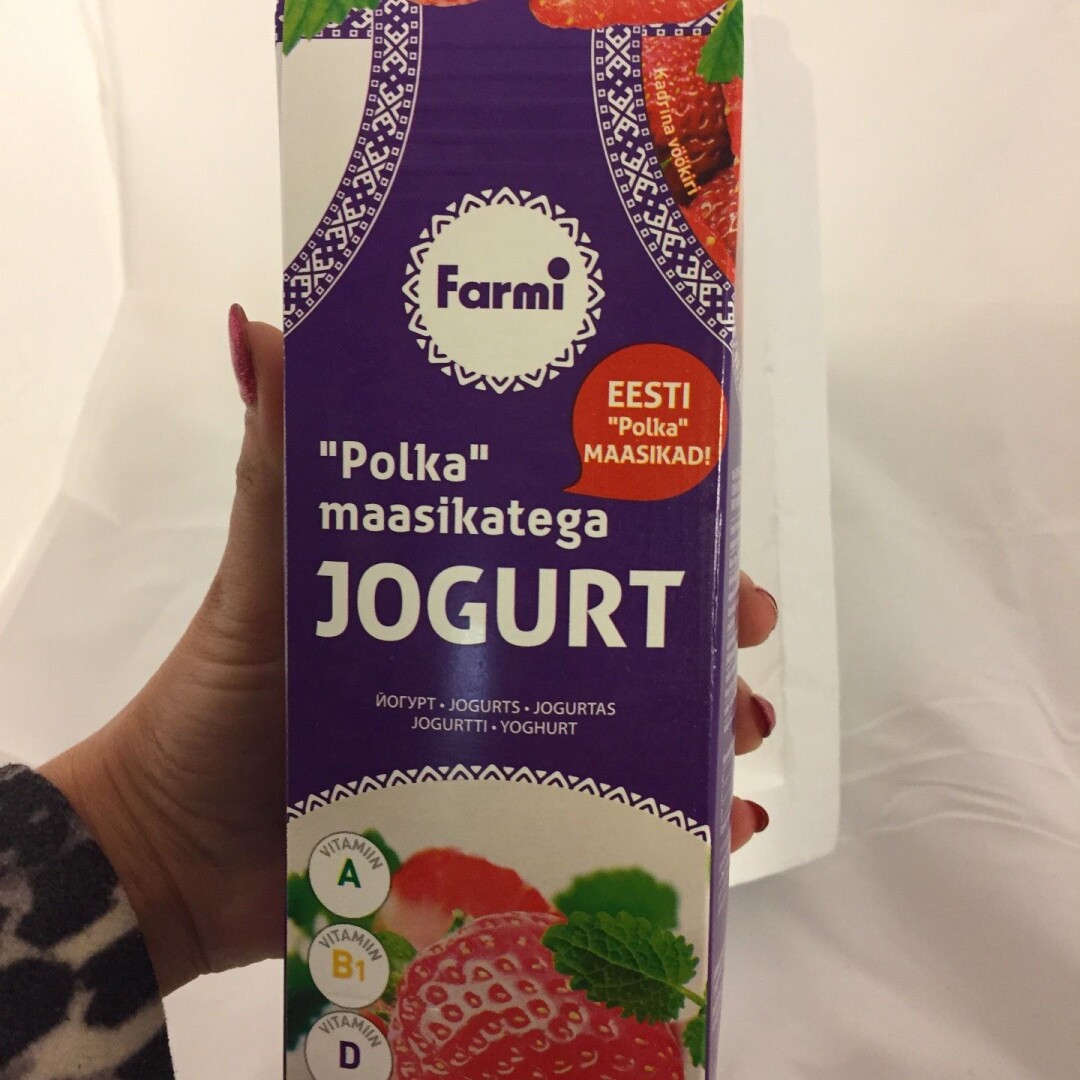 Kadrina vöökiri
Farmi
EESTI
"Polka"
MAASIKAD!
"Polka"
maasikatega
JOGURT
ЙОГУРТ • JOGURTS • JOGURTAS
JOGURTTI • YOGHURT
VITAMIIN
A
VITAMIIN
B1
VITAMIIN
D